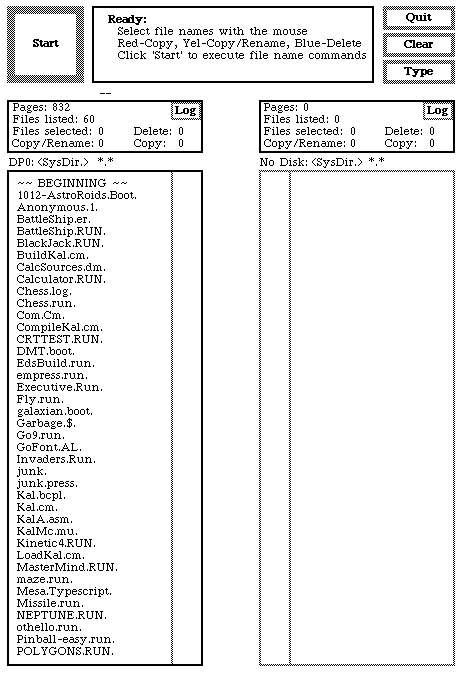 Start
Ready:
Select file names with the mouse
Red-Copy, Yel-Copy/Rename, Blue-Delete
Click 'Start' to execute file name commands
Quit
Clear
Type
--
Pages: 832
Log
Files listed: 60
Files selected: 0 Delete: 0
Copy/Rename: 0 Copy: 0
DP0: <SysDir.> *.*
~~ BEGINNING ~~
1012-AstroRoids.Boot.
Anonymous.1.
BattleShip.er.
BattleShip.RUN.
BlackJack.RUN.
BuildKal.cm.
CalcSources.dm.
Calculator.RUN.
Chess.log.
Chess.run.
Com.Cm.
CompileKal.cm.
CRTTEST.RUN.
DMT.boot.
EdsBuild.run.
empress.run.
Executive.Run.
Fly.run.
galaxian.boot.
Garbage.$.
Go9.run.
GoFont.AL.
Invaders.Run.
junk.
junk.press.
Kal.bcpl.
Kal.cm.
KalA.asm.
KalMc.mu.
Kinetic4.RUN.
LoadKal.cm.
MasterMind.RUN.
maze.run.
Mesa.Typescript.
Missile.run.
NEPTUNE.RUN.
othello.run.
Pinball-easy.run.
POLYGONS.RUN.
Pages: 0
Log
Files listed: 0
Files selected: 0 Delete: 0
Copy/Rename: 0 Copy: 0
No Disk: <SysDir.> *.*